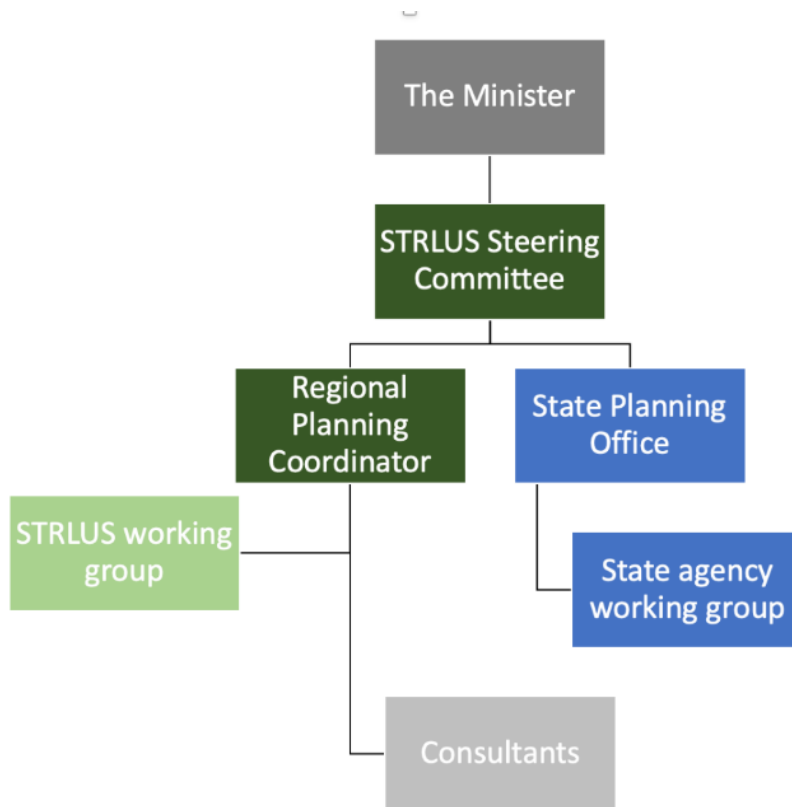 The Minister
STRLUS Steering
Committee
Regional
Planning
Coordinator
State Planning
Office
STRLUS working
group
State agency
working group
Consultants